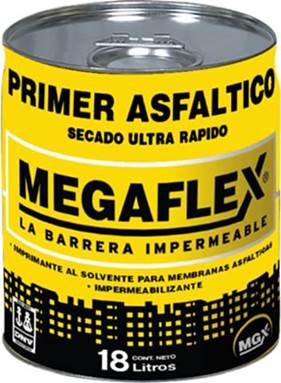 PRIMER ASFALTICO
SECADO ULTRA RAPIDO
MEGAFLEX®
LA BARRERA IMPERMEABLE
• IMPRIMANTE AL SOLVENTE PARA MEMBRANAS ASFALTICAS
• IMPERMEABILIZANTE
DNV
18 CONT. NETO
Litros
MGX